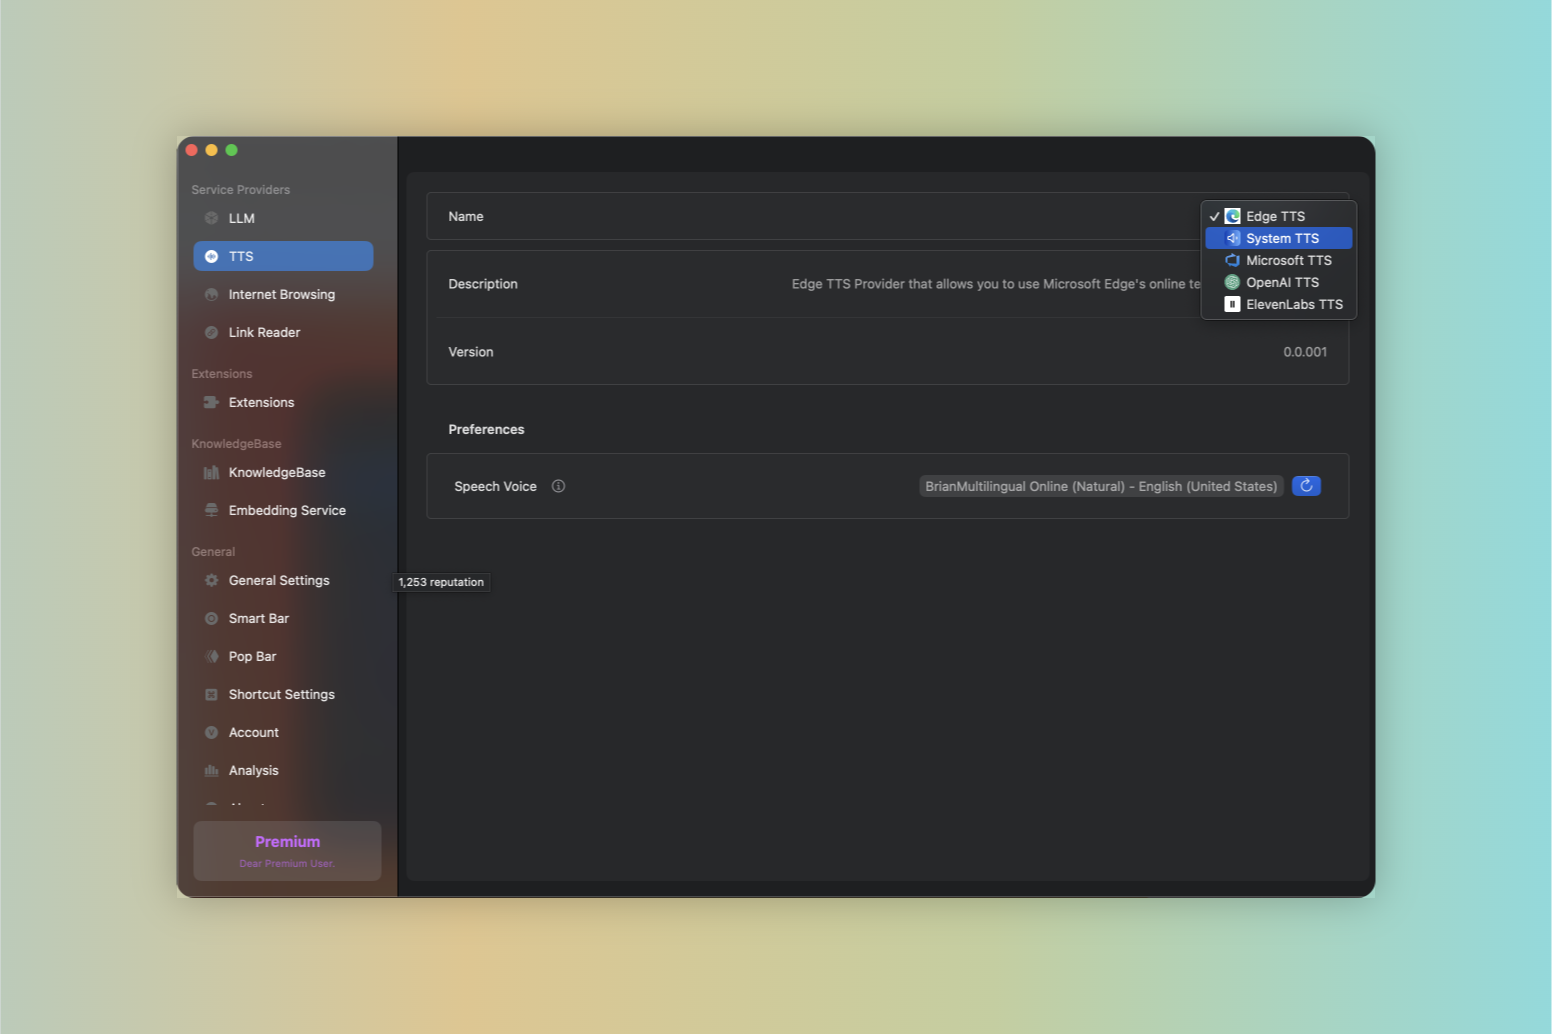 Service Providers
LLM
TTS
Internet Browsing
Link Reader
Extensions
Extensions
KnowledgeBase
KnowledgeBase
Embedding Service
General
General Settings
Smart Bar
Pop Bar
Shortcut Settings
Account
Analysis
Premium
Dear Premium User.
Name
Edge TTS
System TTS
Microsoft TTS
OpenAI TTS
ElevenLabs TTS
Description
Edge TTS Provider that allows you to use Microsoft Edge's online te
Version
0.0.001
Preferences
Speech Voice
BrianMultilingual Online (Natural) - English (United States)
1,253 reputation